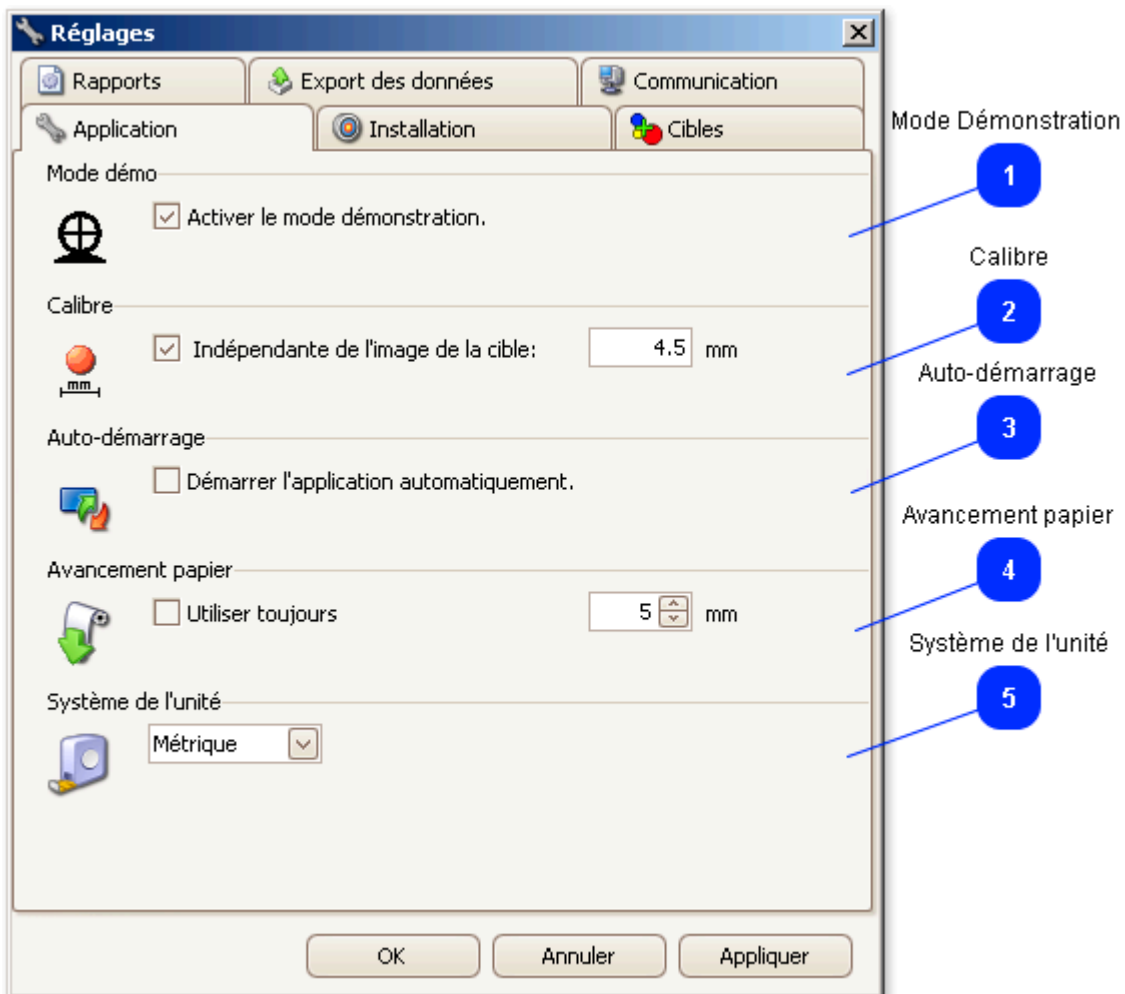 Réglages
Rapports
Export des données
Communication
Application
Installation
Cibles
Mode démo
Activer le mode démonstration.
Calibre
Indépendante de l'image de la cible: 4.5 mm
mm
Auto-démarrage
Démarrer l'application automatiquement.
Avancement papier
Utiliser toujours 5 mm
Système de l'unité
Métrique
OK
Annuler
Appliquer
Mode Démonstration
1
Calibre
2
Auto-démarrage
3
Avancement papier
4
Système de l'unité
5